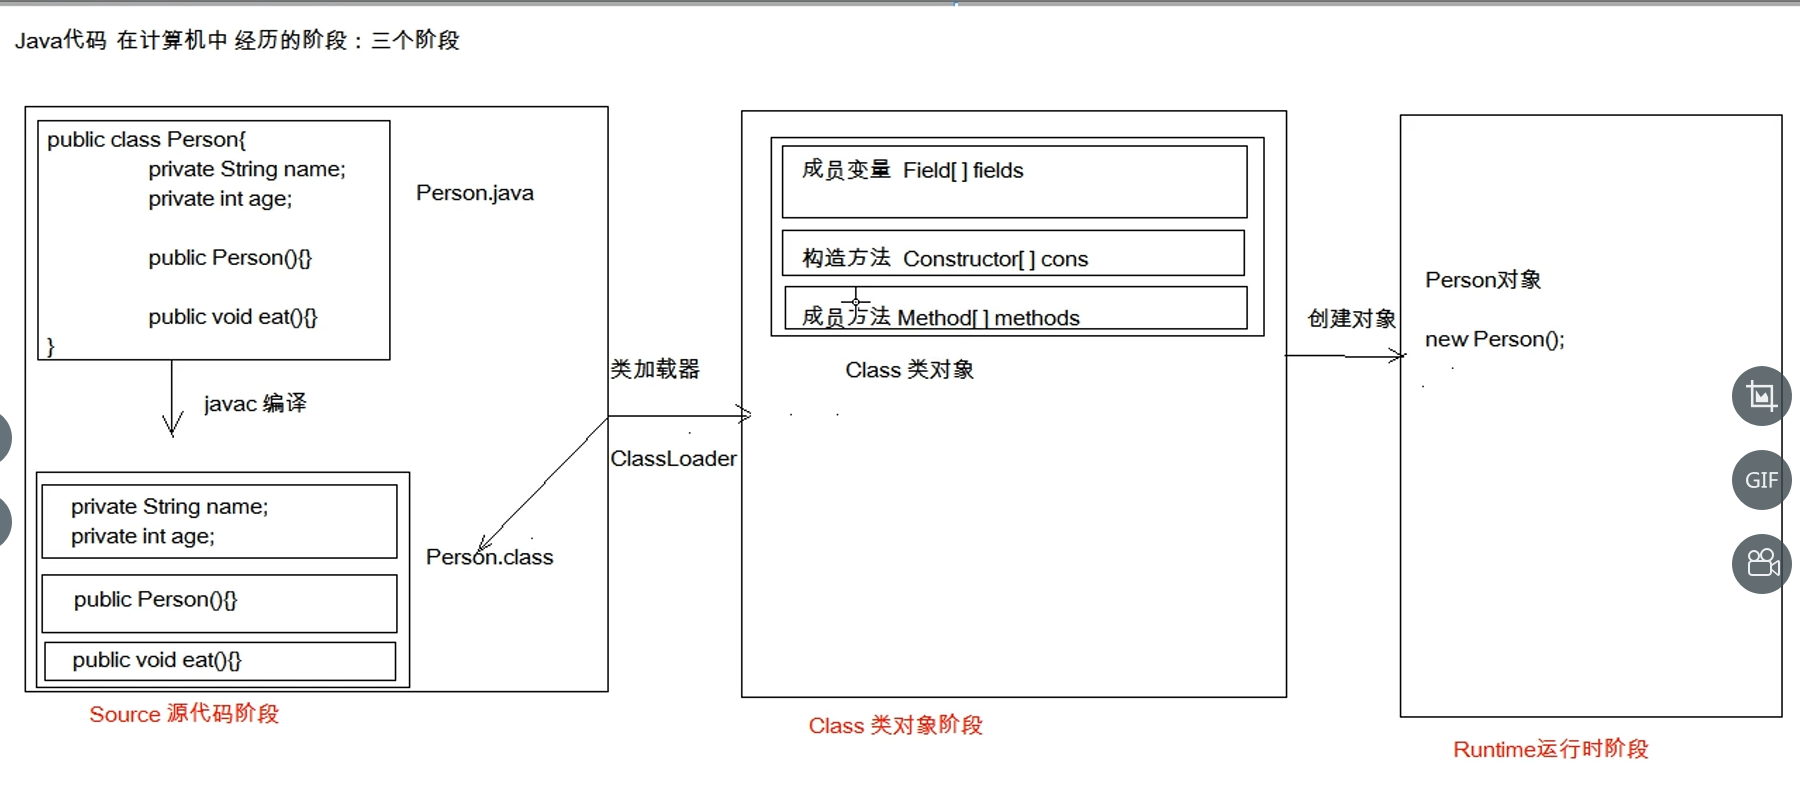 Java代码 在计算机中 经历的阶段：三个阶段
public class Person{
private String name;
private int age;
public Person(){}
public void eat(){}
}
Person.java
javac 编译
private String name;
private int age;
public Person(){}
public void eat(){}
Person.class
Source 源代码阶段
类加载器
ClassLoader
成员变量 Field[ ] fields
构造方法 Constructor[ ] cons
成员方法 Method[ ] methods
Class 类对象
Class 类对象阶段
创建对象
Person对象
new Person();
Runtime运行时阶段
GIF